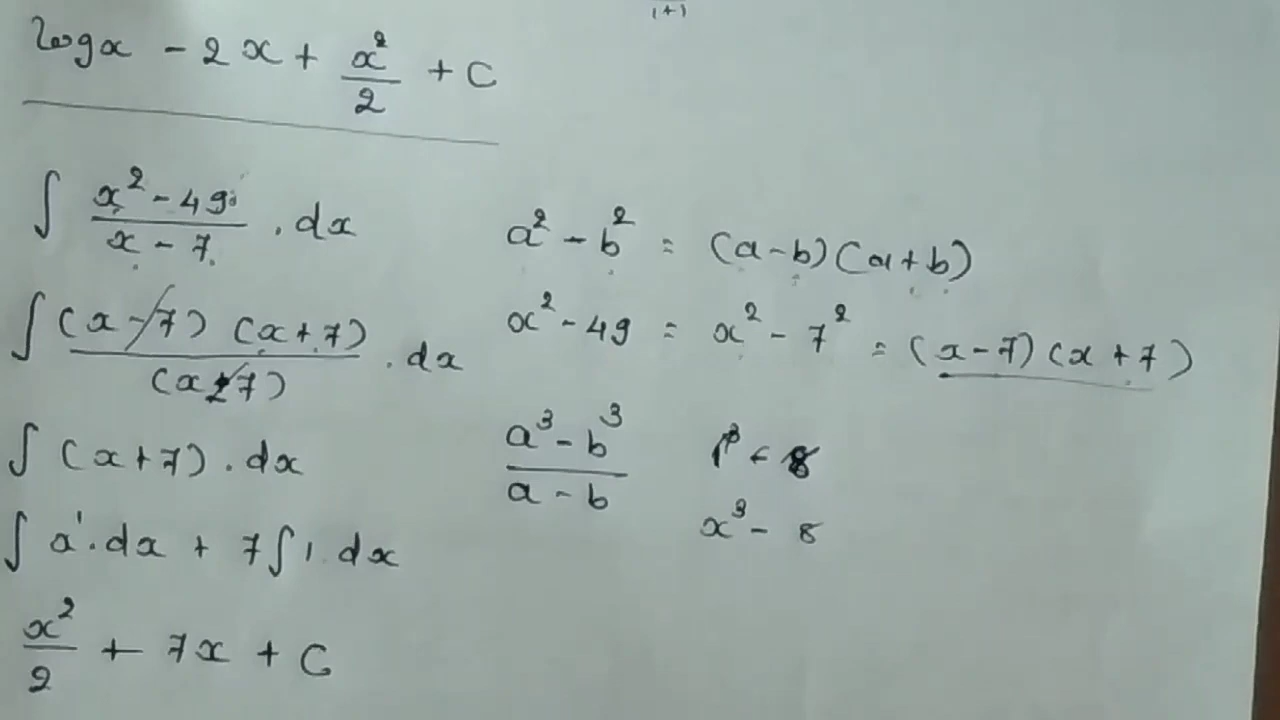 (+)
log x - 2x + x²/2 + C
∫ (x² - 49)/(x - 7) . dx
∫ (x - 7) (x + 7)/(x - 7) . dx
∫ (x + 7) . dx
∫ x¹ . dx + 7 ∫ 1 . dx
x²/2 + 7x + C
a² - b² = (a - b) (a + b)
x² - 49 = x² - 7² = (x - 7) (x + 7)
(a³ - b³)/(a - b)
x³ - 8